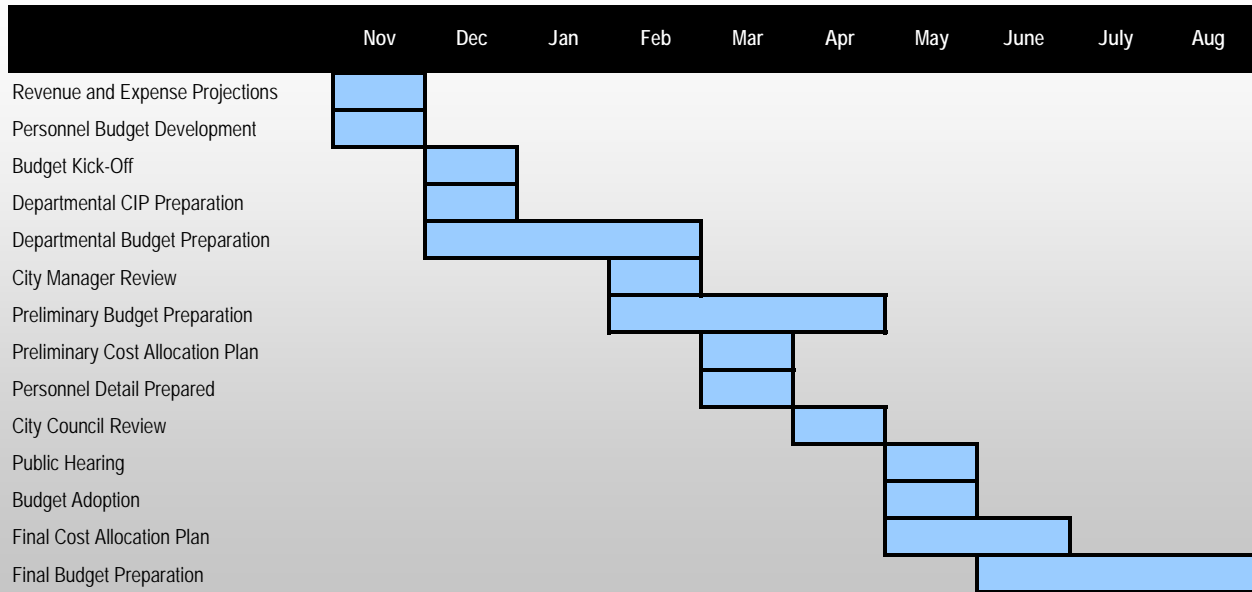 Nov Dec Jan Feb Mar Apr May June July Aug
Revenue and Expense Projections
Personnel Budget Development
Budget Kick-Off
Departmental CIP Preparation
Departmental Budget Preparation
City Manager Review
Preliminary Budget Preparation
Preliminary Cost Allocation Plan
Personnel Detail Prepared
City Council Review
Public Hearing
Budget Adoption
Final Cost Allocation Plan
Final Budget Preparation